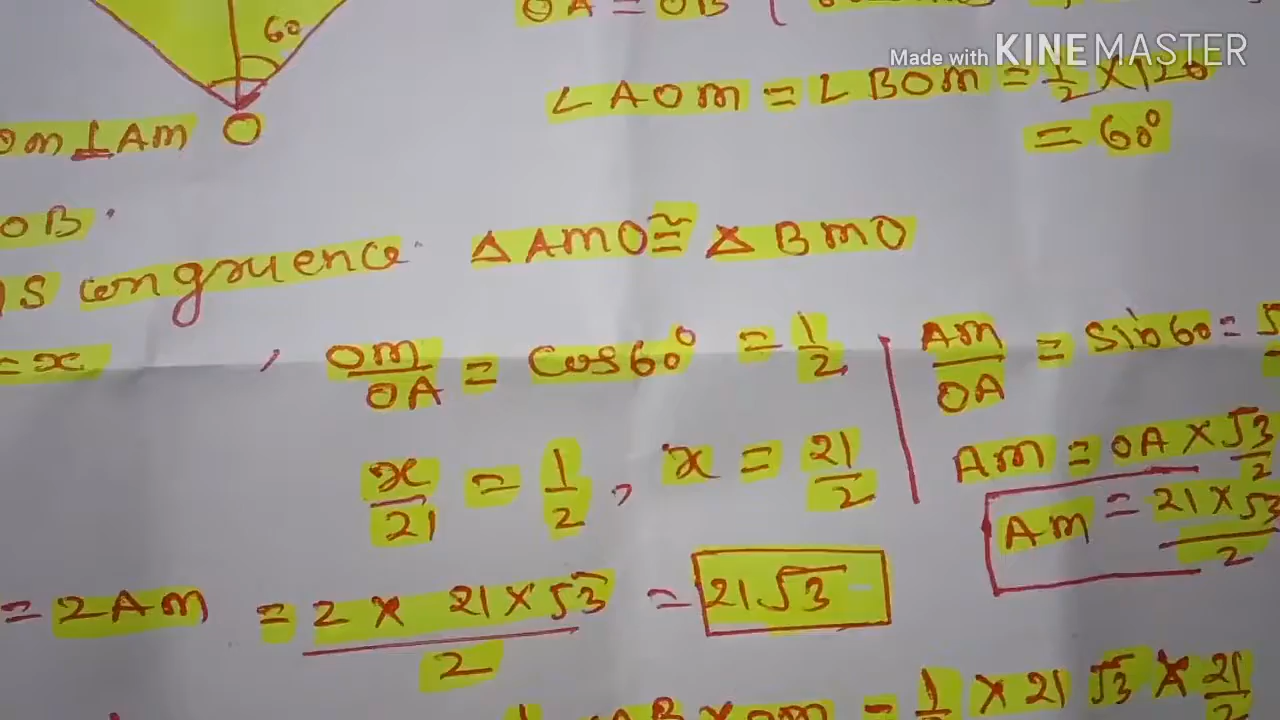 60
OA = OB
Made with KINEMASTER
∠AOM = ∠BOM = 1/2 × 120
= 60°
OM ⊥ AM
O
OB.
S congruence △AMO ≅ △BMO
= x , OM/OA = Cos60° = 1/2
AM/OA = Sin60 =
x/21 = 1/2 , x = 21/2
AM = OA × √3/2
AM = 21×√3/2
= 2AM = 2 × 21×√3/2 = 21√3
= 1/2 × 21√3 × 21/2